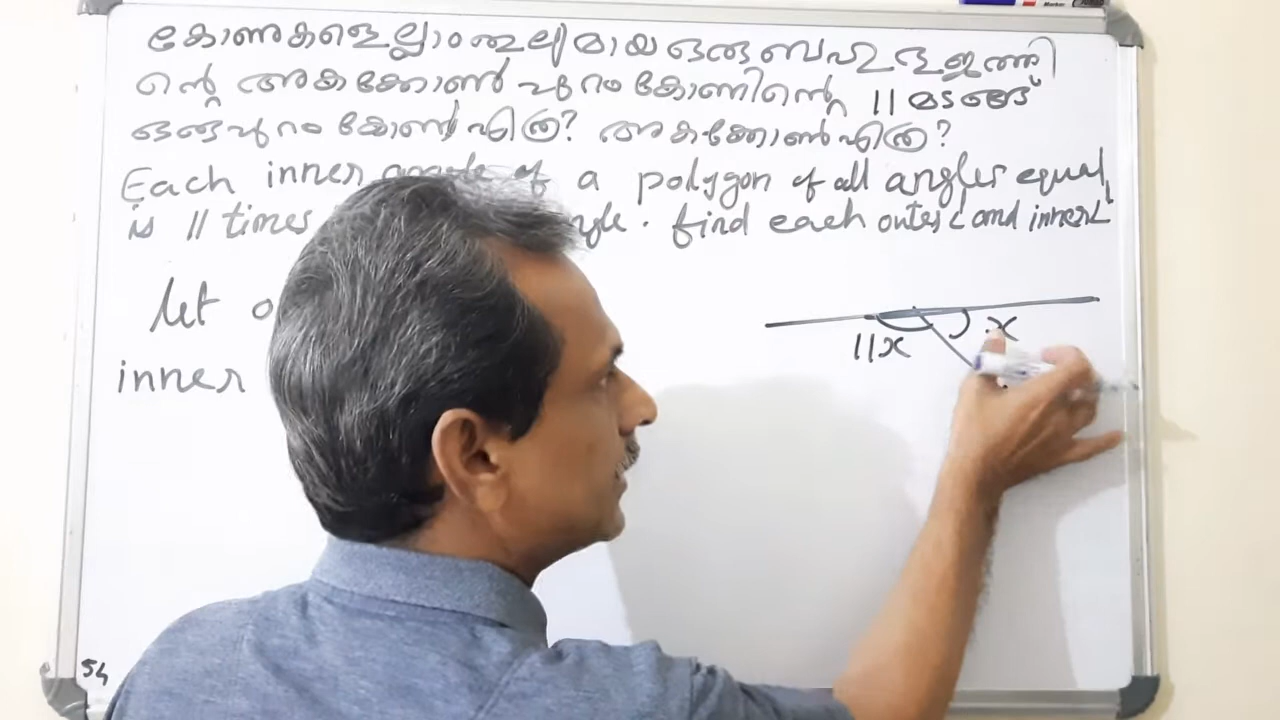 കോണുകളെല്ലാം തുല്യമായ ഒരു ബഹുഭുജത്തി
ന്റെ അകക്കോൺ പുറംകോണിന്റെ 11 മടങ്ങ്
ഒരു പുറം കോൺ എത്ര? അകക്കോൺ എത്ര?
Each inner angle of a polygon of all angles equal
is 11 times . find each outer ∠ and inner ∠
let
inner
11x
x
54